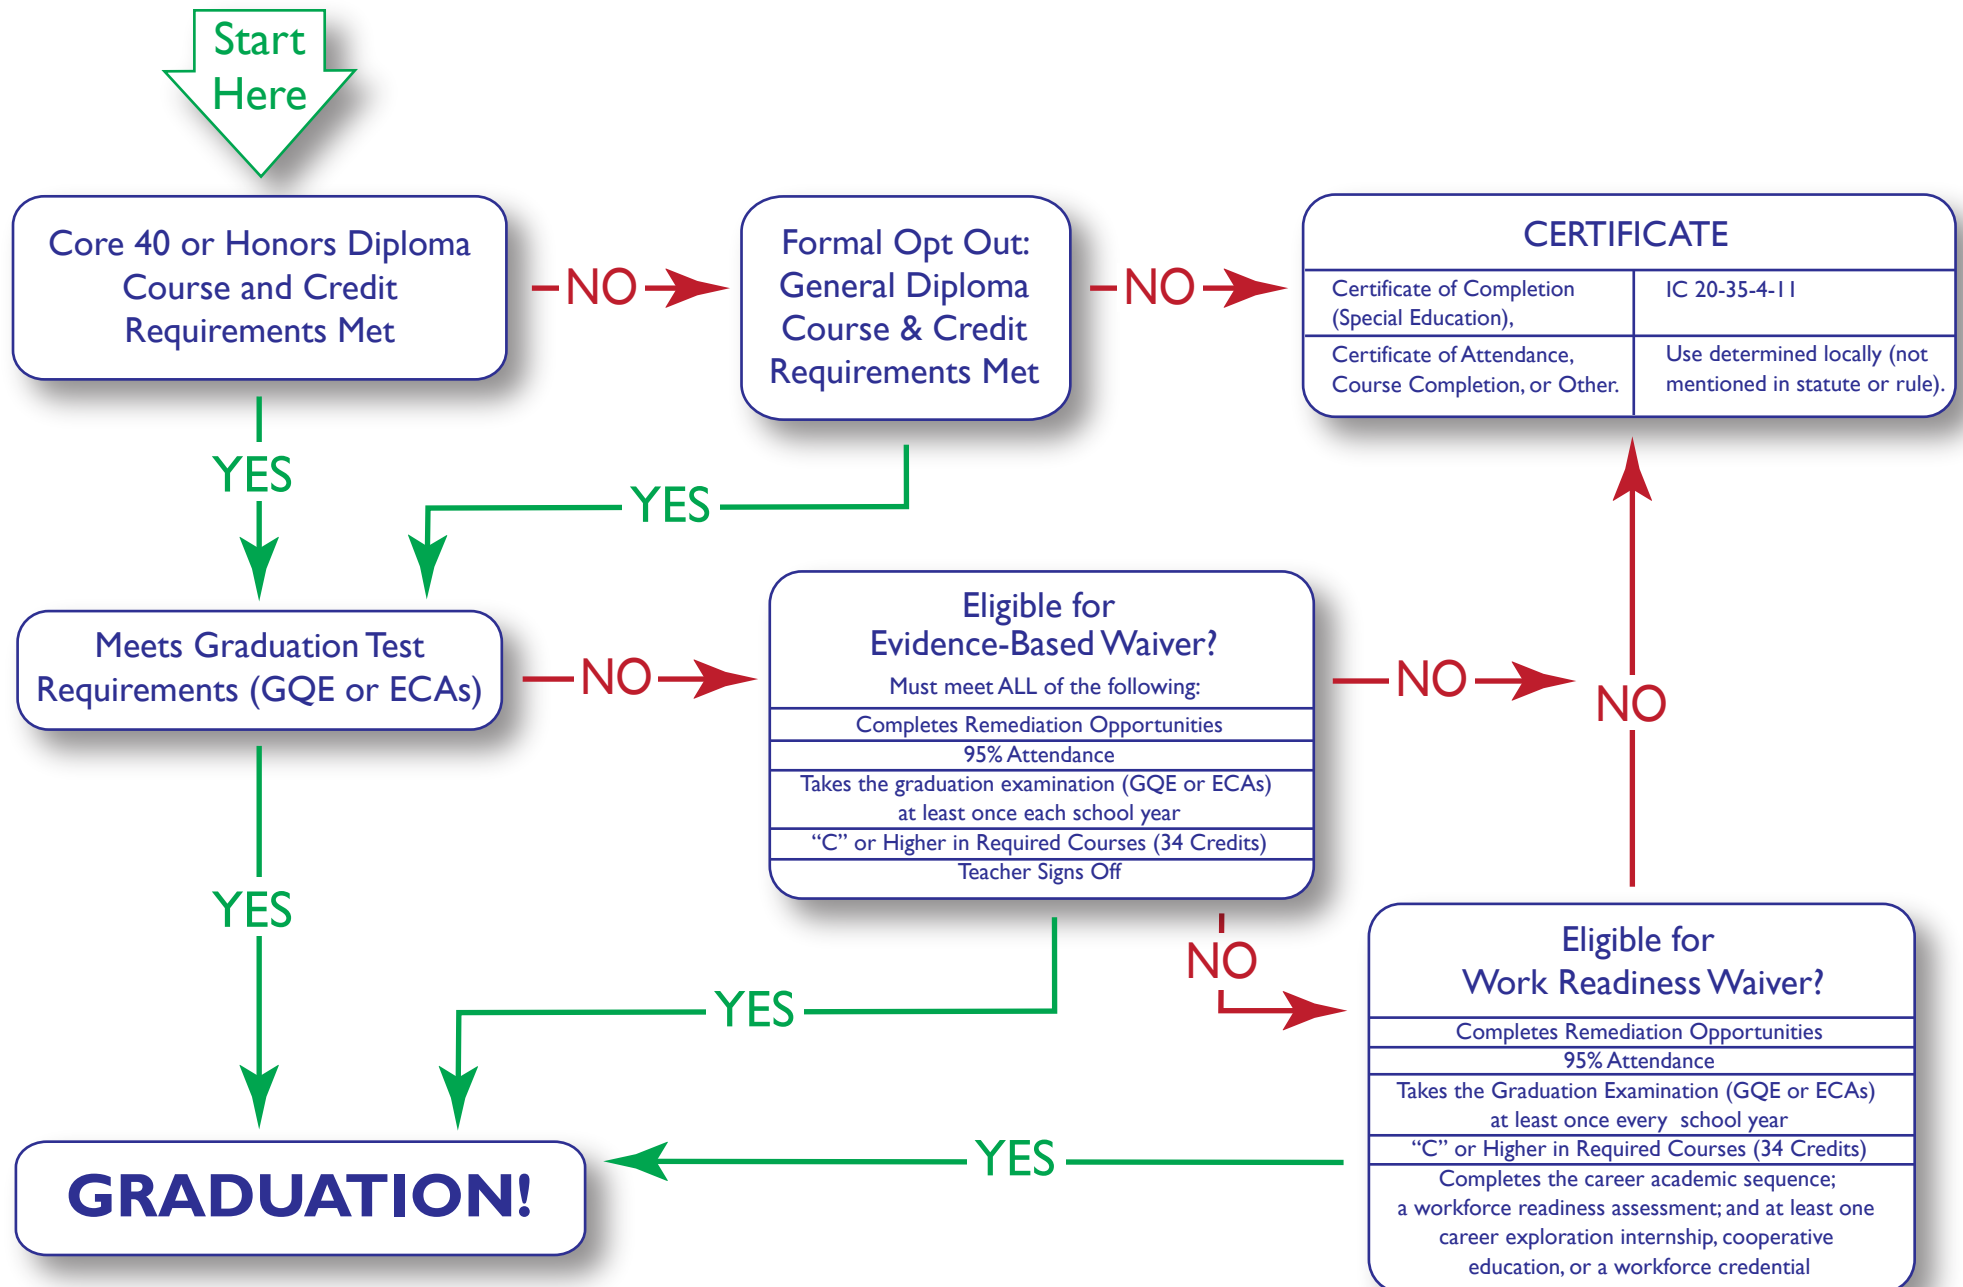 Start
Here
Core 40 or Honors Diploma
Course and Credit
Requirements Met
NO
Formal Opt Out:
General Diploma
Course & Credit
Requirements Met
NO
CERTIFICATE
Certificate of Completion
(Special Education),
IC 20-35-4-11
Certificate of Attendance,
Course Completion, or Other.
Use determined locally (not
mentioned in statute or rule).
YES
YES
Meets Graduation Test
Requirements (GQE or ECAs)
NO
Eligible for
Evidence-Based Waiver?
Must meet ALL of the following:
Completes Remediation Opportunities
95% Attendance
Takes the graduation examination (GQE or ECAs)
at least once each school year
“C” or Higher in Required Courses (34 Credits)
Teacher Signs Off
NO
NO
YES
NO
YES
Eligible for
Work Readiness Waiver?
Completes Remediation Opportunities
95% Attendance
Takes the Graduation Examination (GQE or ECAs)
at least once every school year
“C” or Higher in Required Courses (34 Credits)
Completes the career academic sequence;
a workforce readiness assessment; and at least one
career exploration internship, cooperative
education, or a workforce credential
YES
GRADUATION!